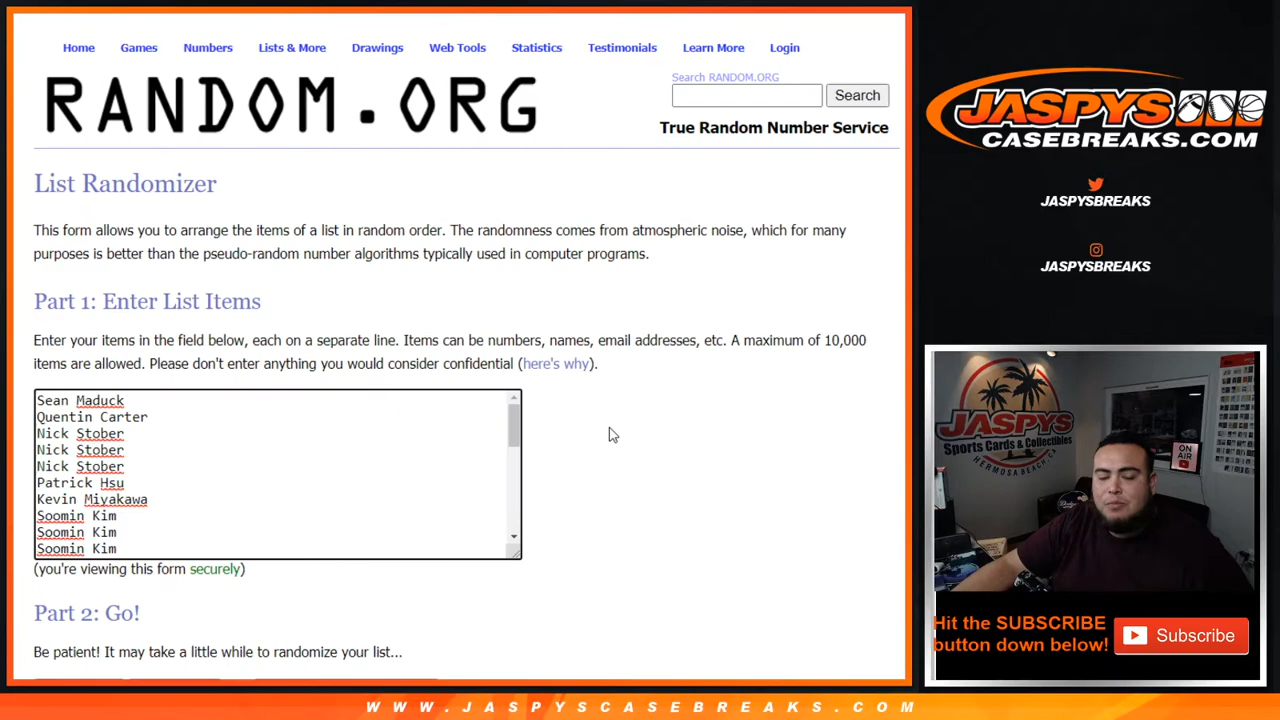 Home Games Numbers Lists & More Drawings Web Tools Statistics Testimonials Learn More Login
RANDOM.ORG
Search RANDOM.ORG
Search
True Random Number Service
List Randomizer
This form allows you to arrange the items of a list in random order. The randomness comes from atmospheric noise, which for many
purposes is better than the pseudo-random number algorithms typically used in computer programs.
Part 1: Enter List Items
Enter your items in the field below, each on a separate line. Items can be numbers, names, email addresses, etc. A maximum of 10,000
items are allowed. Please don't enter anything you would consider confidential (here's why).
Sean Maduck
Quentin Carter
Nick Stober
Nick Stober
Nick Stober
Patrick Hsu
Kevin Miyakawa
Soomin Kim
Soomin Kim
Soomin Kim
(you're viewing this form securely)
Part 2: Go!
Be patient! It may take a little while to randomize your list...
JASPYS
CASEBREAKS.COM
JASPYSBREAKS
JASPYSBREAKS
JASPYS
Sports Cards & Collectibles
HERMOSA BEACH, CA
ON
AIR
Hit the SUBSCRIBE
button down below!
Subscribe
WWW.JASPYSCASEBREAKS.COM